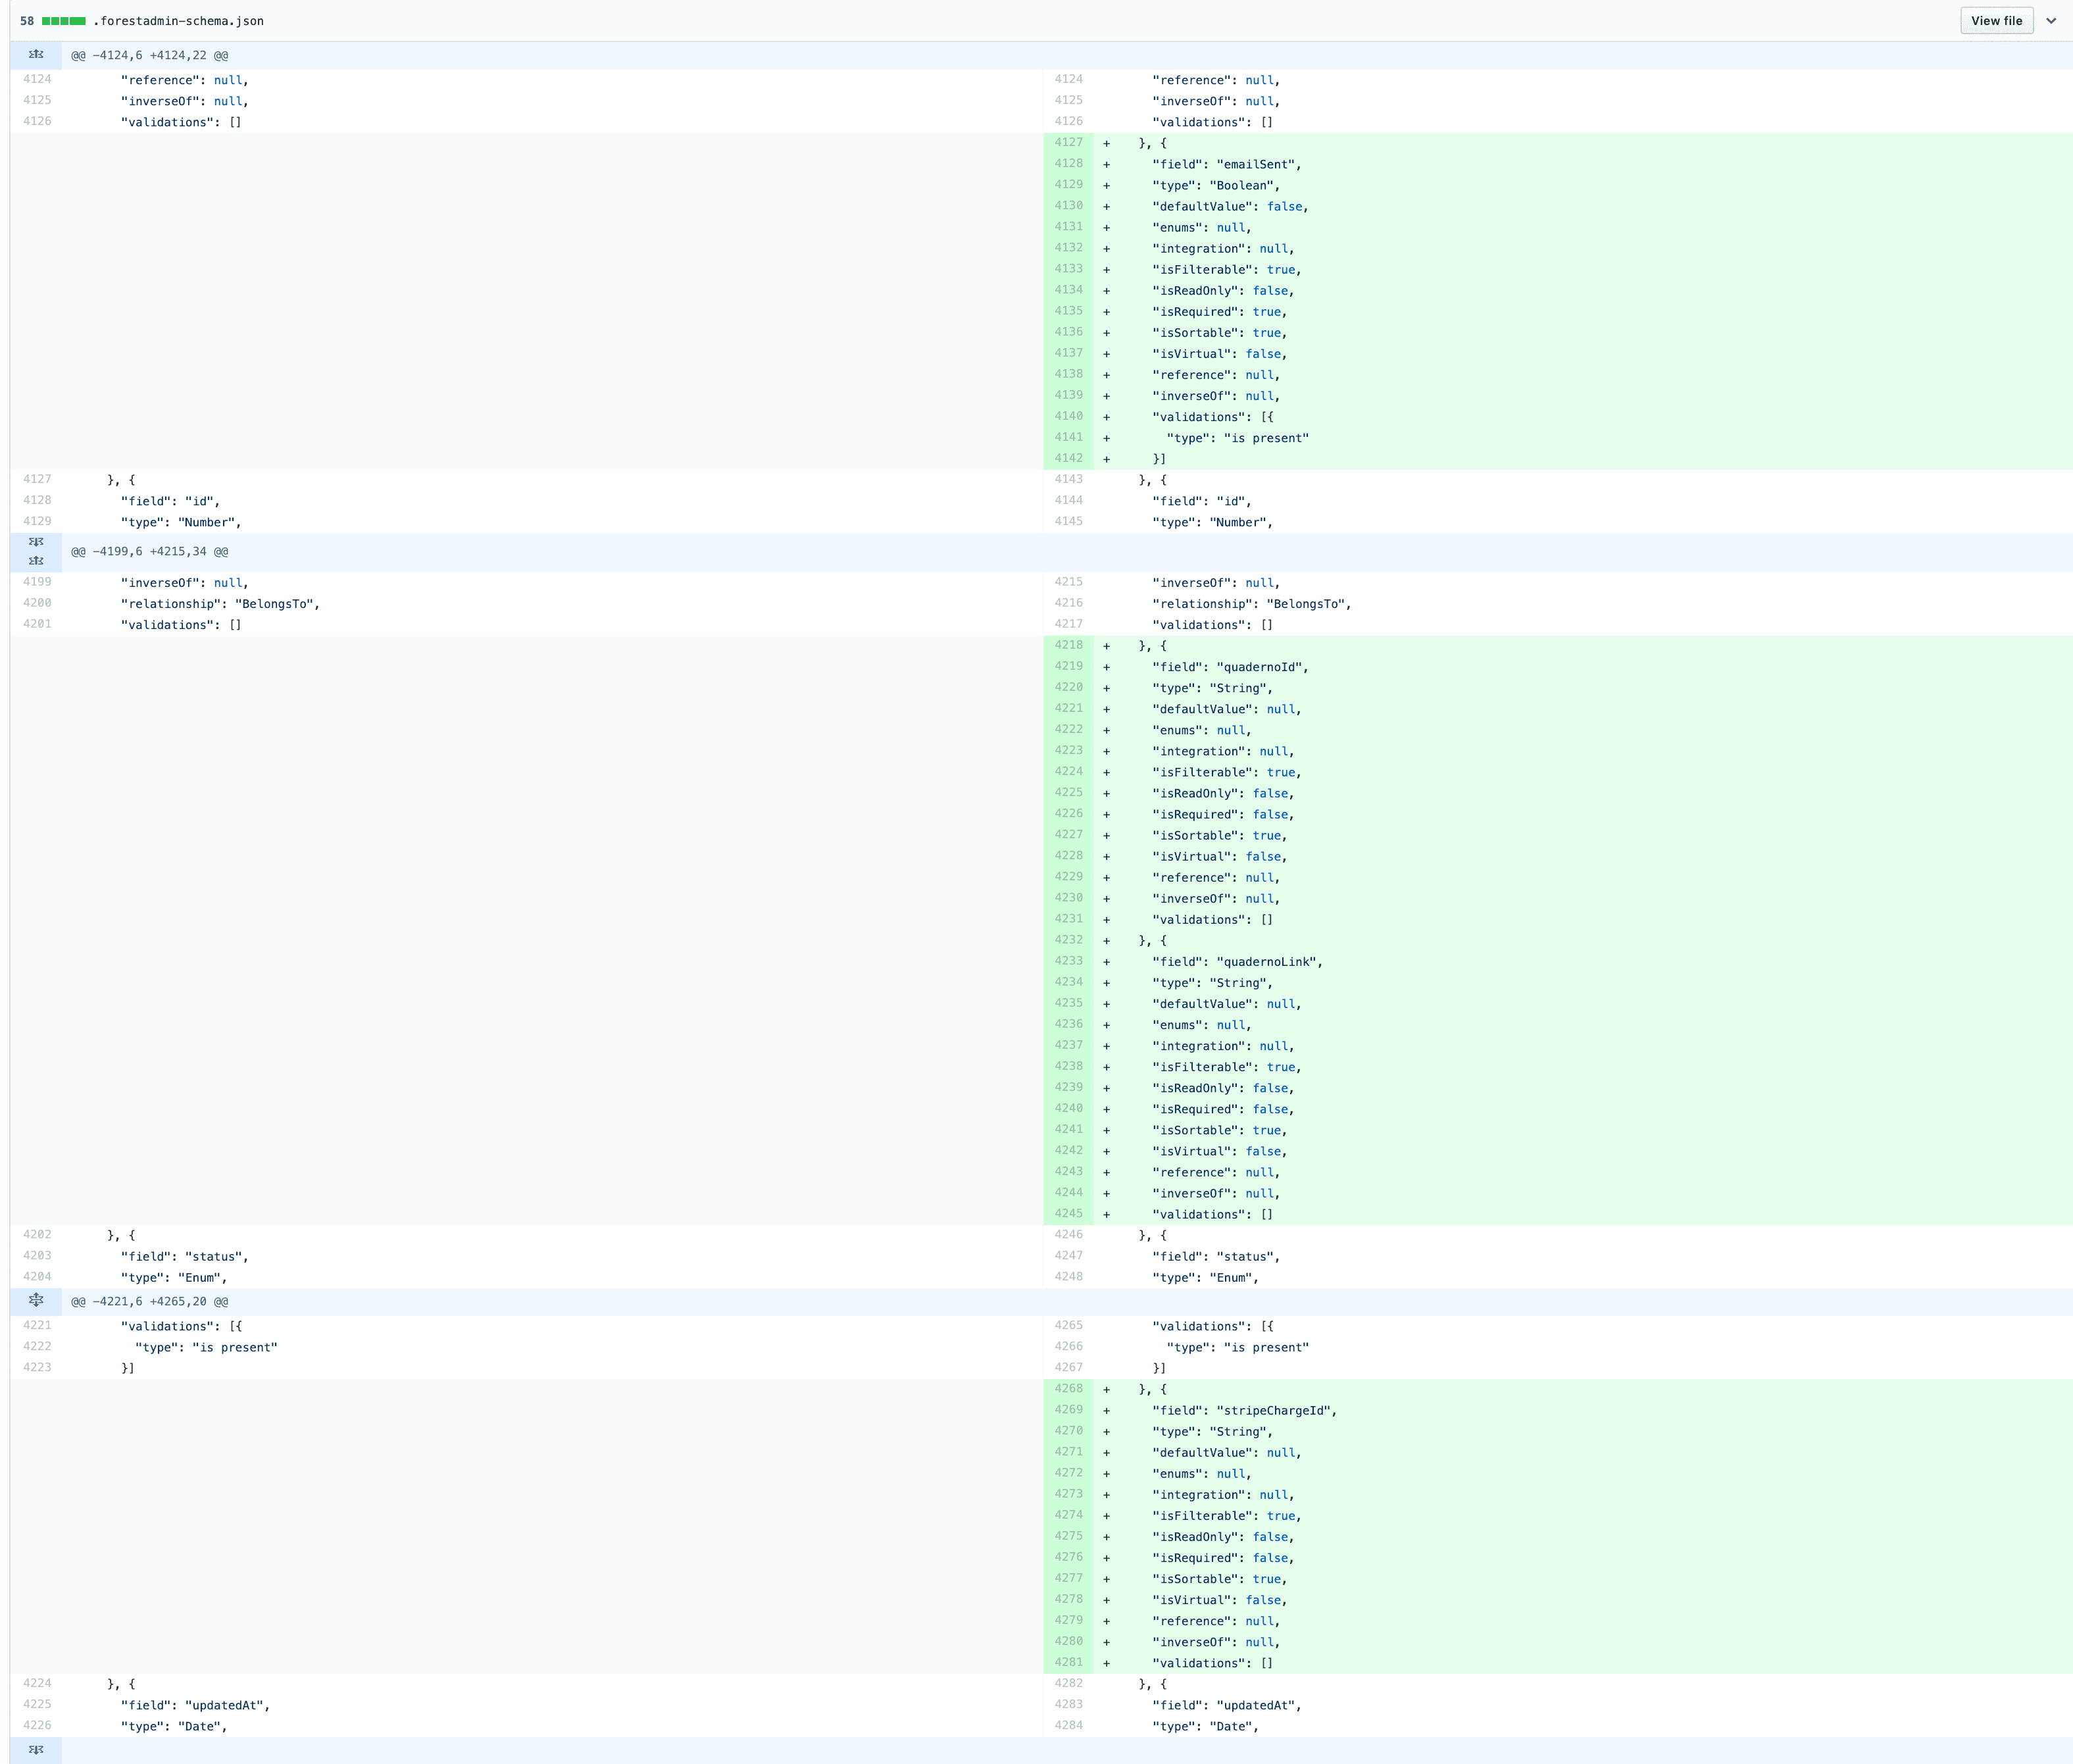 58 .forestadmin-schema.json View file
@@ -4124,6 +4124,22 @@
4124 "reference": null, 4124 "reference": null,
4125 "inverseOf": null, 4125 "inverseOf": null,
4126 "validations": [] 4126 "validations": []
4127 + }, {
4128 + "field": "emailSent",
4129 + "type": "Boolean",
4130 + "defaultValue": false,
4131 + "enums": null,
4132 + "integration": null,
4133 + "isFilterable": true,
4134 + "isReadOnly": false,
4135 + "isRequired": true,
4136 + "isSortable": true,
4137 + "isVirtual": false,
4138 + "reference": null,
4139 + "inverseOf": null,
4140 + "validations": [{
4141 + "type": "is present"
4142 + }]
4127 }, { 4143 }, {
4128 "field": "id", 4144 "field": "id",
4129 "type": "Number", 4145 "type": "Number",
@@ -4199,6 +4215,34 @@
4199 "inverseOf": null, 4215 "inverseOf": null,
4200 "relationship": "BelongsTo", 4216 "relationship": "BelongsTo",
4201 "validations": [] 4217 "validations": []
4218 + }, {
4219 + "field": "quadernoId",
4220 + "type": "String",
4221 + "defaultValue": null,
4222 + "enums": null,
4223 + "integration": null,
4224 + "isFilterable": true,
4225 + "isReadOnly": false,
4226 + "isRequired": false,
4227 + "isSortable": true,
4228 + "isVirtual": false,
4229 + "reference": null,
4230 + "inverseOf": null,
4231 + "validations": []
4232 + }, {
4233 + "field": "quadernoLink",
4234 + "type": "String",
4235 + "defaultValue": null,
4236 + "enums": null,
4237 + "integration": null,
4238 + "isFilterable": true,
4239 + "isReadOnly": false,
4240 + "isRequired": false,
4241 + "isSortable": true,
4242 + "isVirtual": false,
4243 + "reference": null,
4244 + "inverseOf": null,
4245 + "validations": []
4202 }, { 4246 }, {
4203 "field": "status", 4247 "field": "status",
4204 "type": "Enum", 4248 "type": "Enum",
@@ -4221,6 +4265,20 @@
4221 "validations": [{ 4265 "validations": [{
4222 "type": "is present" 4266 "type": "is present"
4223 }] 4267 }]
4268 + }, {
4269 + "field": "stripeChargeId",
4270 + "type": "String",
4271 + "defaultValue": null,
4272 + "enums": null,
4273 + "integration": null,
4274 + "isFilterable": true,
4275 + "isReadOnly": false,
4276 + "isRequired": false,
4277 + "isSortable": true,
4278 + "isVirtual": false,
4279 + "reference": null,
4280 + "inverseOf": null,
4281 + "validations": []
4224 }, { 4282 }, {
4225 "field": "updatedAt", 4283 "field": "updatedAt",
4226 "type": "Date", 4284 "type": "Date",